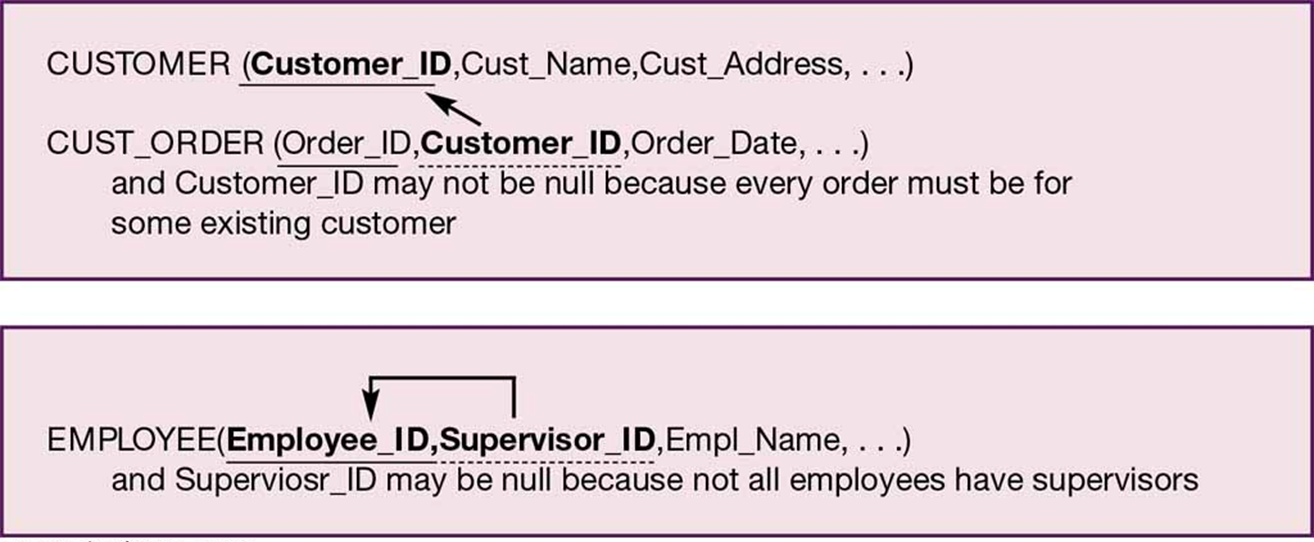 CUSTOMER (Customer_ID,Cust_Name,Cust_Address, . . .)
CUST_ORDER (Order_ID,Customer_ID,Order_Date, . . .)
and Customer_ID may not be null because every order must be for
some existing customer
EMPLOYEE(Employee_ID,Supervisor_ID,Empl_Name, . . .)
and Superviosr_ID may be null because not all employees have supervisors